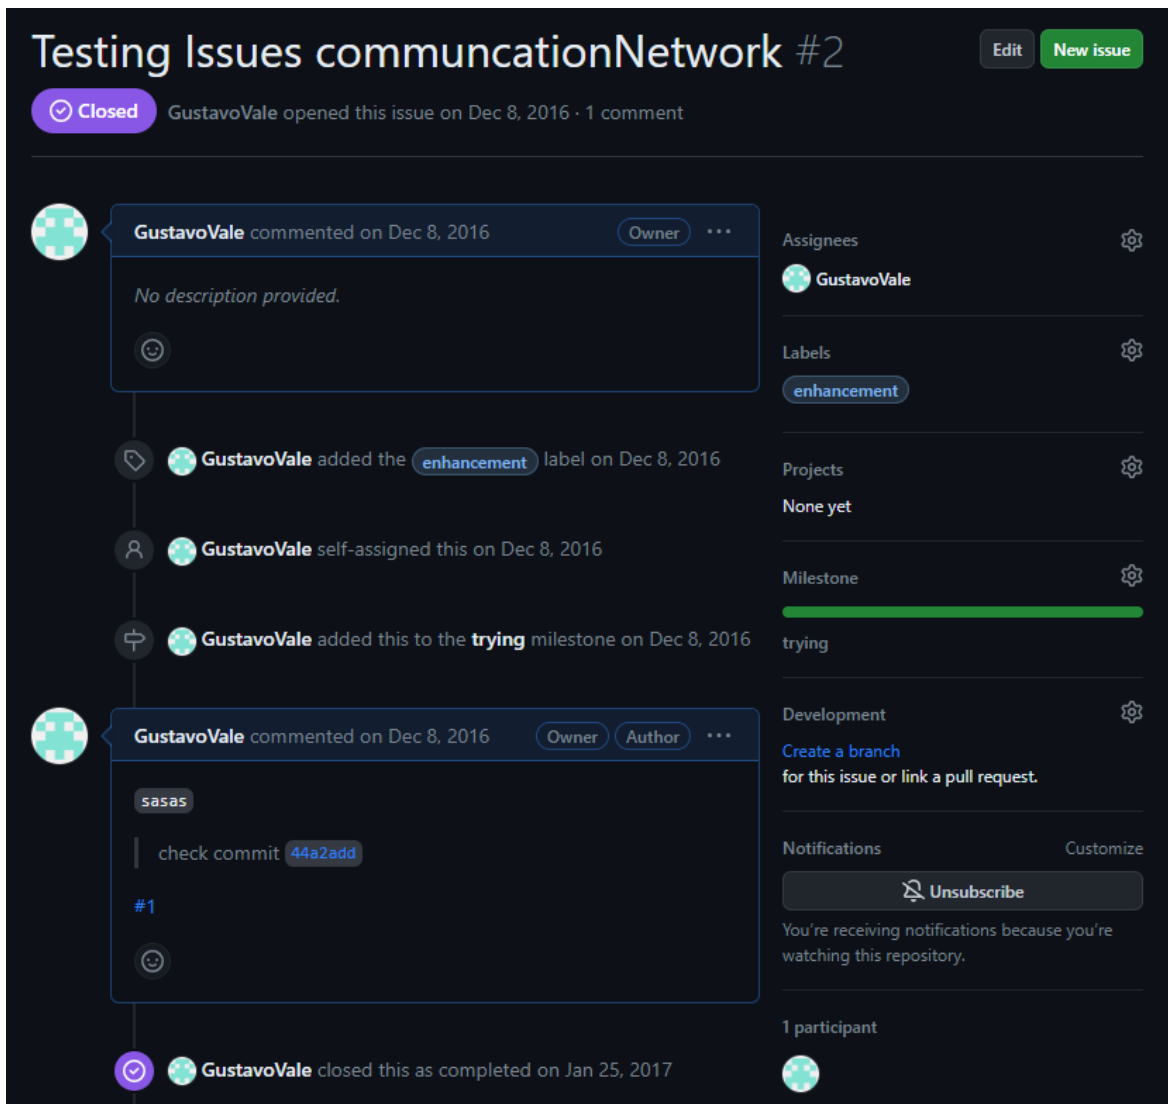 Testing Issues communcationNetwork #2
Edit
New issue
Closed
GustavoVale opened this issue on Dec 8, 2016 · 1 comment
GustavoVale commented on Dec 8, 2016
Owner
No description provided.
GustavoVale added the enhancement label on Dec 8, 2016
GustavoVale self-assigned this on Dec 8, 2016
GustavoVale added this to the trying milestone on Dec 8, 2016
GustavoVale commented on Dec 8, 2016
Owner
Author
sasas
check commit 44a2add
#1
GustavoVale closed this as completed on Jan 25, 2017
Assignees
GustavoVale
Labels
enhancement
Projects
None yet
Milestone
trying
Development
Create a branch
for this issue or link a pull request.
Notifications
Customize
Unsubscribe
You're receiving notifications because you're
watching this repository.
1 participant